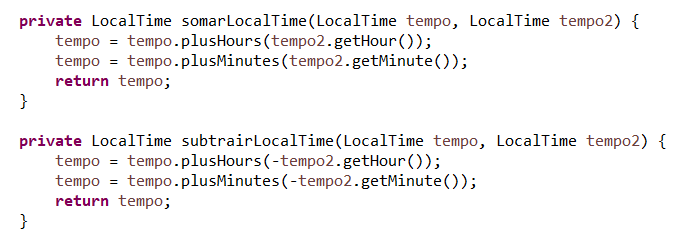 private LocalTime somarLocalTime(LocalTime tempo, LocalTime tempo2) {
    tempo = tempo.plusHours(tempo2.getHour());
    tempo = tempo.plusMinutes(tempo2.getMinute());
    return tempo;
}

private LocalTime subtrairLocalTime(LocalTime tempo, LocalTime tempo2) {
    tempo = tempo.plusHours(-tempo2.getHour());
    tempo = tempo.plusMinutes(-tempo2.getMinute());
    return tempo;
}